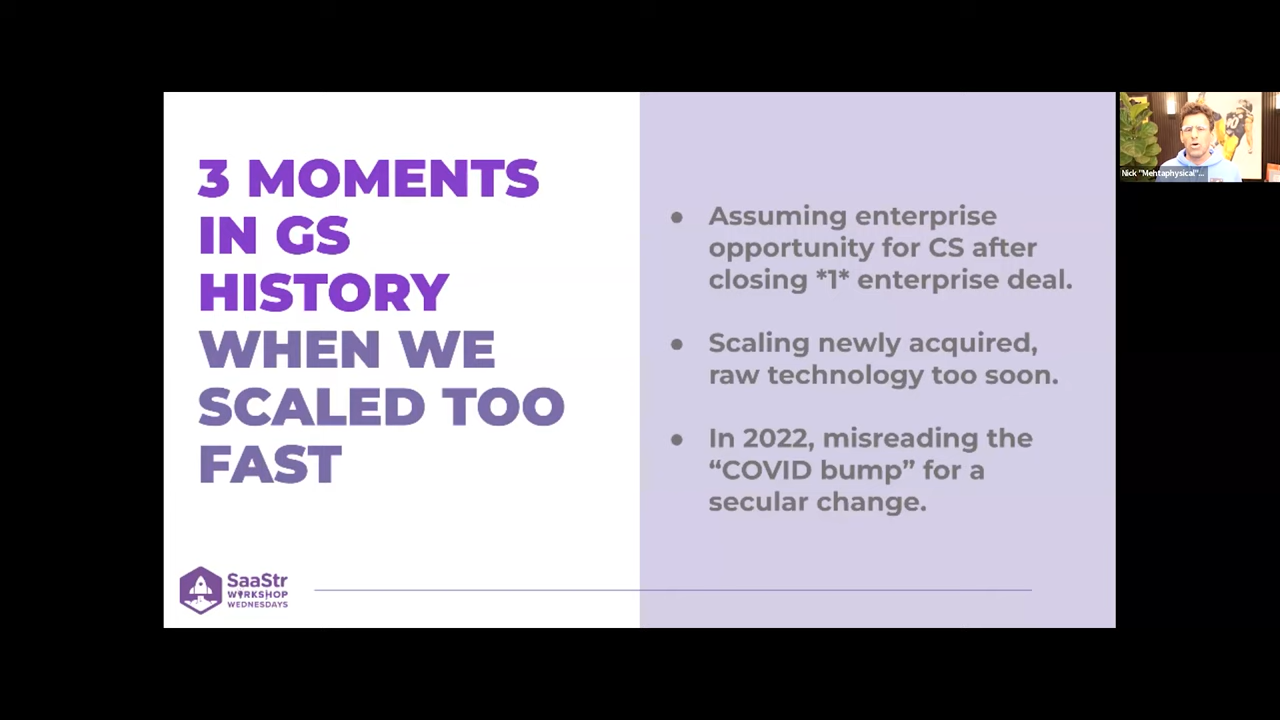 3 MOMENTS
IN GS
HISTORY
WHEN WE
SCALED TOO
FAST
● Assuming enterprise
opportunity for CS after
closing *1* enterprise deal.
● Scaling newly acquired,
raw technology too soon.
● In 2022, misreading the
“COVID bump” for a
secular change.
SaaStr
WORKSHOP
WEDNESDAYS
Nick "Mehtaphysical"...